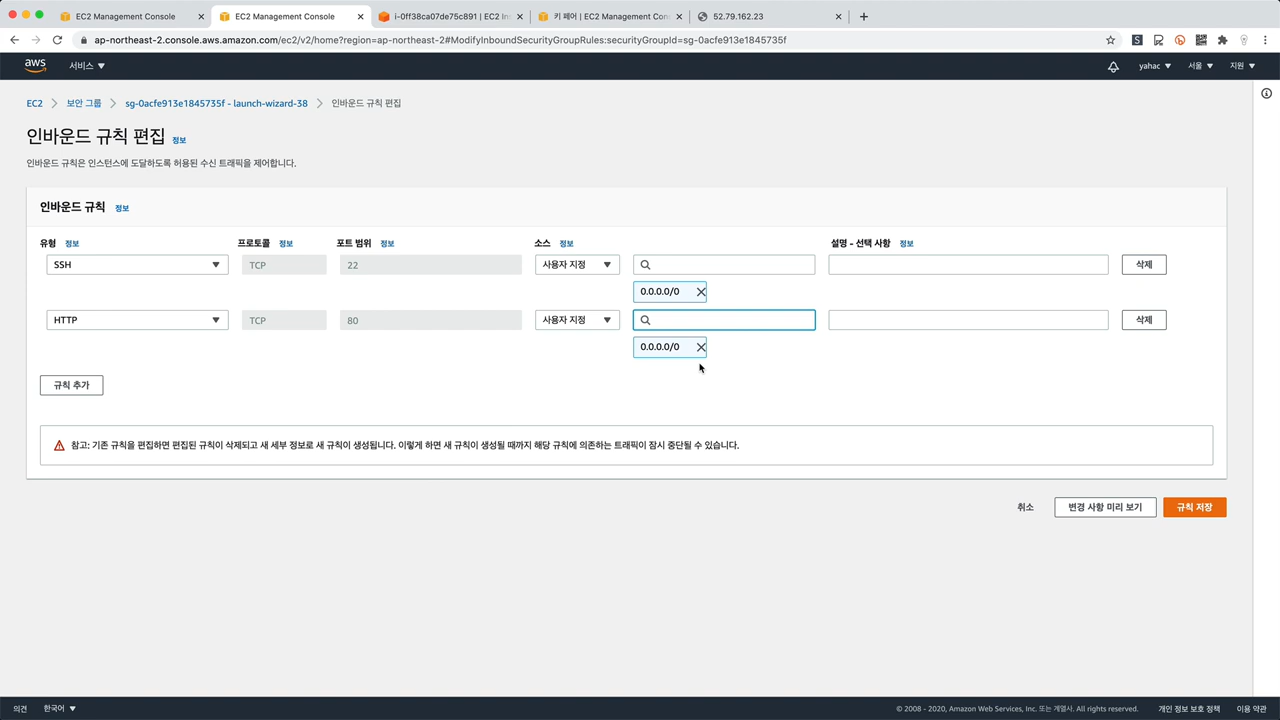 EC2 Management Console
EC2 Management Console
i-0ff38ca07de75c891 | EC2 In
키 페어 | EC2 Management Con
52.79.162.23
ap-northeast-2.console.aws.amazon.com/ec2/v2/home?region=ap-northeast-2#ModifyInboundSecurityGroupRules:securityGroupId=sg-0acfe913e1845735f
aws 서비스 yahac 서울 지원
EC2 보안 그룹 sg-0acfe913e1845735f - launch-wizard-38 인바운드 규칙 편집
인바운드 규칙 편집 정보
인바운드 규칙은 인스턴스에 도달하도록 허용된 수신 트래픽을 제어합니다.
인바운드 규칙 정보
유형 정보 프로토콜 정보 포트 범위 정보 소스 정보 설명 - 선택 사항 정보
SSH TCP 22 사용자 지정 삭제
0.0.0.0/0
HTTP TCP 80 사용자 지정 삭제
0.0.0.0/0
규칙 추가
참고: 기존 규칙을 편집하면 편집된 규칙이 삭제되고 새 세부 정보로 새 규칙이 생성됩니다. 이렇게 하면 새 규칙이 생성될 때까지 해당 규칙에 의존하는 트래픽이 잠시 중단될 수 있습니다.
취소 변경 사항 미리 보기 규칙 저장
의견 한국어 © 2008 - 2020, Amazon Web Services, Inc. 또는 계열사. All rights reserved. 개인 정보 보호 정책 이용 약관